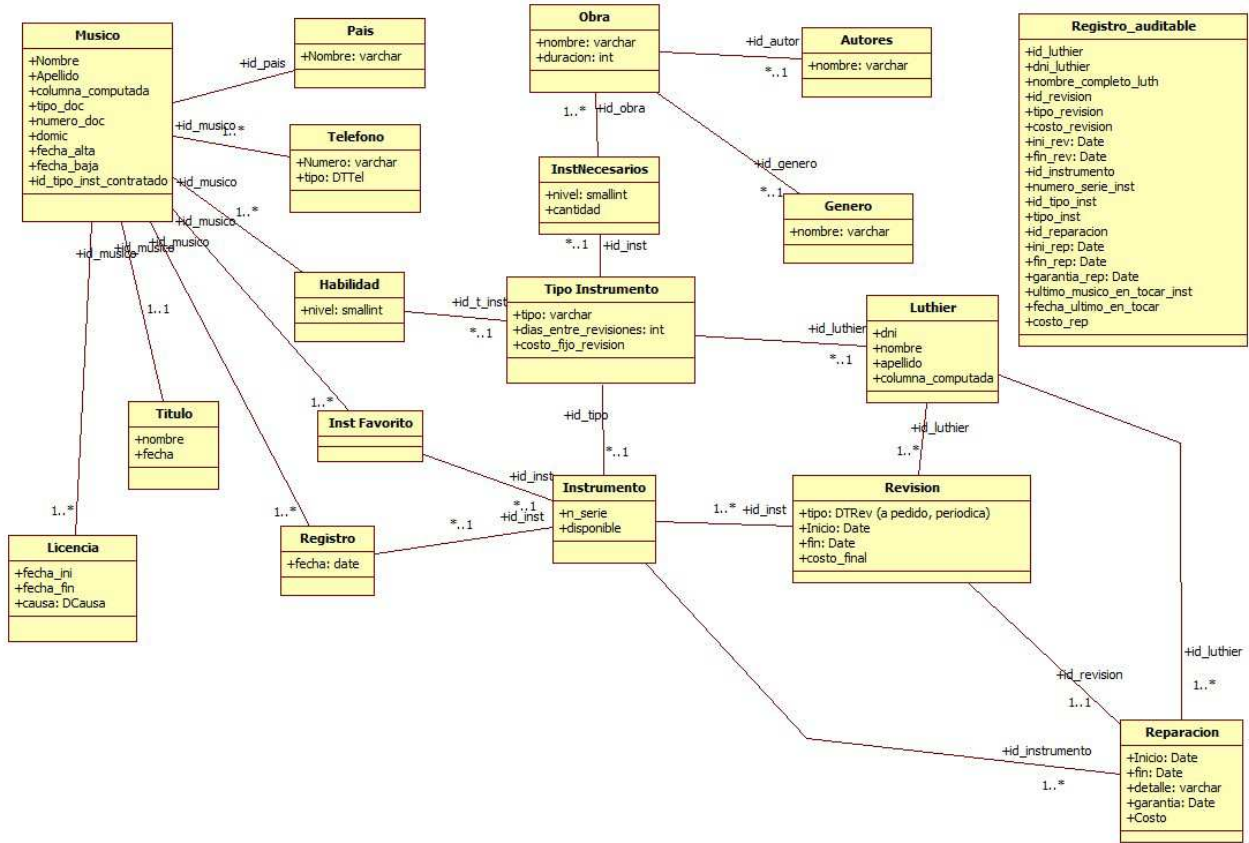 Musico
+Nombre
+Apellido
+columna_computada
+tipo_doc
+numero_doc
+domic
+fecha_alta
+fecha_baja
+id_tipo_inst_contratado
Pais
+Nombre: varchar
+id_pais
+id_musico
1..*
Telefono
+Numero: varchar
+tipo: DTTel
Obra
+nombre: varchar
+duracion: int
+id_autor
*..1
Autores
+nombre: varchar
1..*
+id_obra
InstNecesarios
+nivel: smallint
+cantidad
+id_genero
*..1
Genero
+nombre: varchar
Registro_auditable
+id_luthier
+dni_luthier
+nombre_completo_luth
+id_revision
+tipo_revision
+costo_revision
+ini_rev: Date
+fin_rev: Date
+id_instrumento
+numero_serie_inst
+id_tipo_inst
+tipo_inst
+id_reparacion
+ini_rep: Date
+fin_rep: Date
+garantia_rep: Date
+ultimo_musico_en_tocar_inst
+fecha_ultimo_en_tocar
+costo_rep
+id_musico
1..*
+id_musico
+id_musico
+id_musico
+id_musico
*..1
+id_inst
Habilidad
+nivel: smallint
+id_t_inst
*..1
Tipo Instrumento
+tipo: varchar
+dias_entre_revisiones: int
+costo_fijo_revision
+id_luthier
*..1
Luthier
+dni
+nombre
+apellido
+columna_computada
1..1
Titulo
+nombre
+fecha
1..*
Inst Favorito
+id_tipo
*..1
+id_luthier
1..*
+id_inst
*..1
Instrumento
+n_serie
+disponible
1..*
+id_inst
Revision
+tipo: DTRev (a pedido, periodica)
+Inicio: Date
+fin: Date
+costo_final
1..*
Licencia
+fecha_ini
+fecha_fin
+causa: DCausa
1..*
Registro
+fecha: date
*..1
+id_inst
+id_luthier
1..*
+id_revision
1..1
+id_instrumento
1..*
Reparacion
+Inicio: Date
+fin: Date
+detalle: varchar
+garantia: Date
+Costo